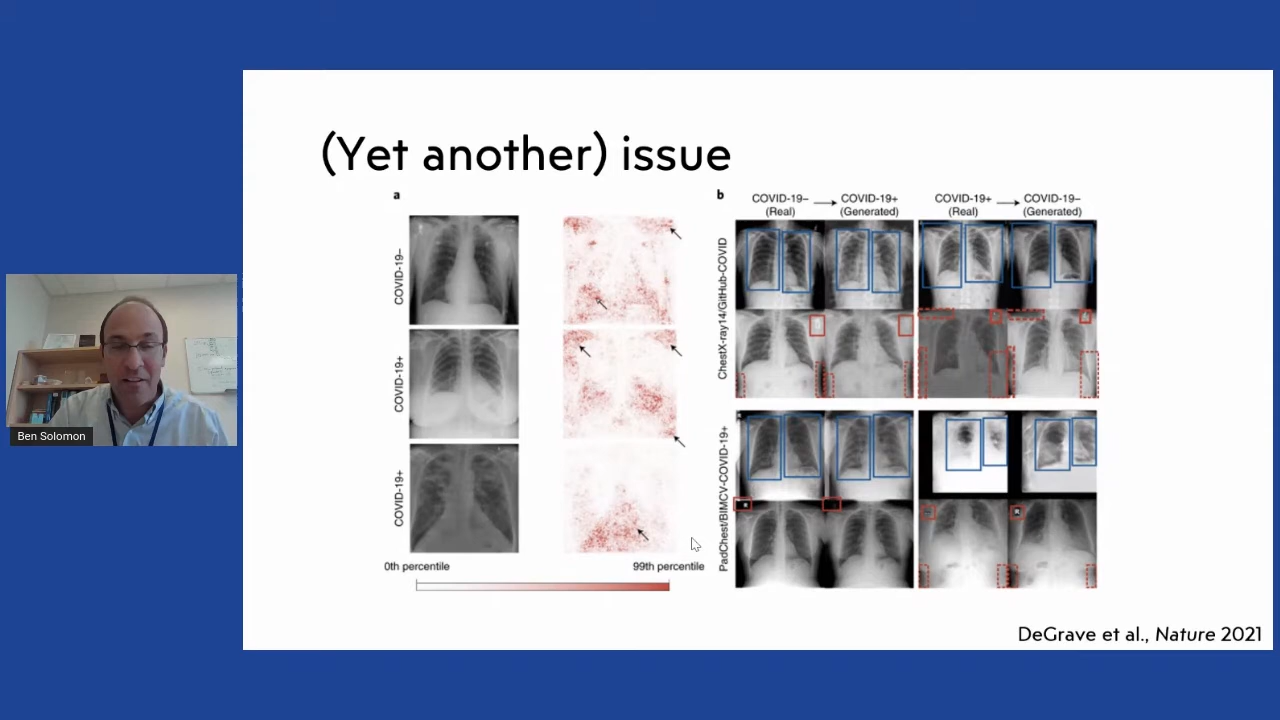 (Yet another) issue
a
COVID-19–
COVID-19+
COVID-19+
0th percentile
99th percentile
b
COVID-19–
(Real)
COVID-19+
(Generated)
COVID-19+
(Real)
COVID-19–
(Generated)
ChestX-ray14/GitHub-COVID
PadChest/BIMCV-COVID-19+
DeGrave et al., Nature 2021
Ben Solomon